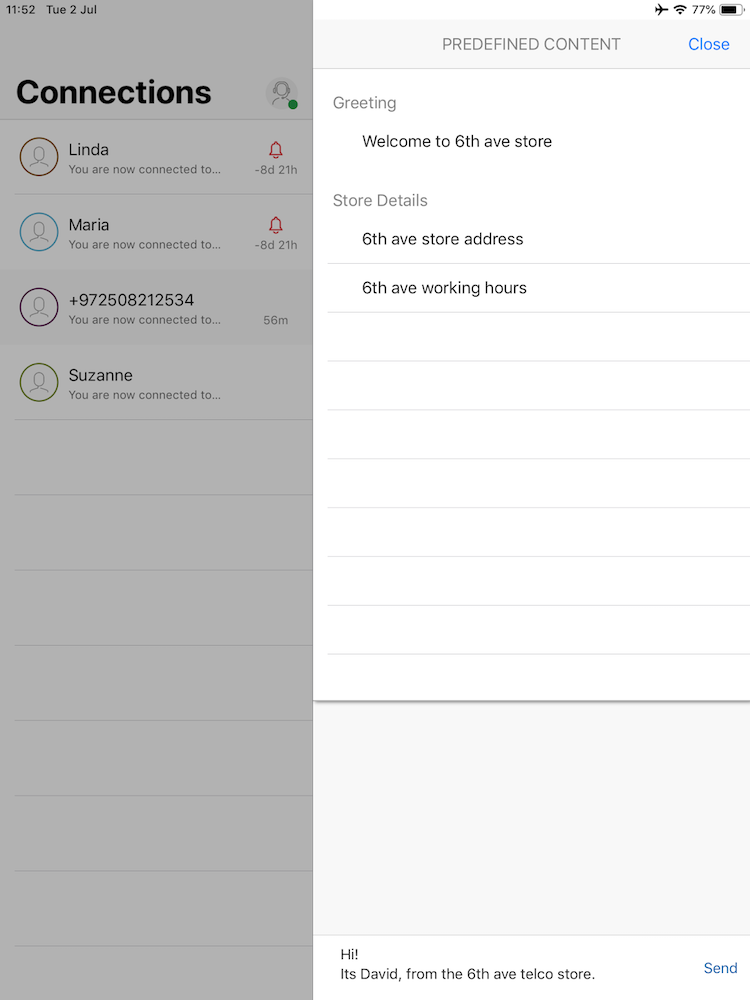 11:52 Tue 2 Jul
77%
Connections
Linda
You are now connected to...
-8d 21h
Maria
You are now connected to...
-8d 21h
+972508212534
You are now connected to...
56m
Suzanne
You are now connected to...
PREDEFINED CONTENT
Close
Greeting
Welcome to 6th ave store
Store Details
6th ave store address
6th ave working hours
Hi!
Its David, from the 6th ave telco store.
Send